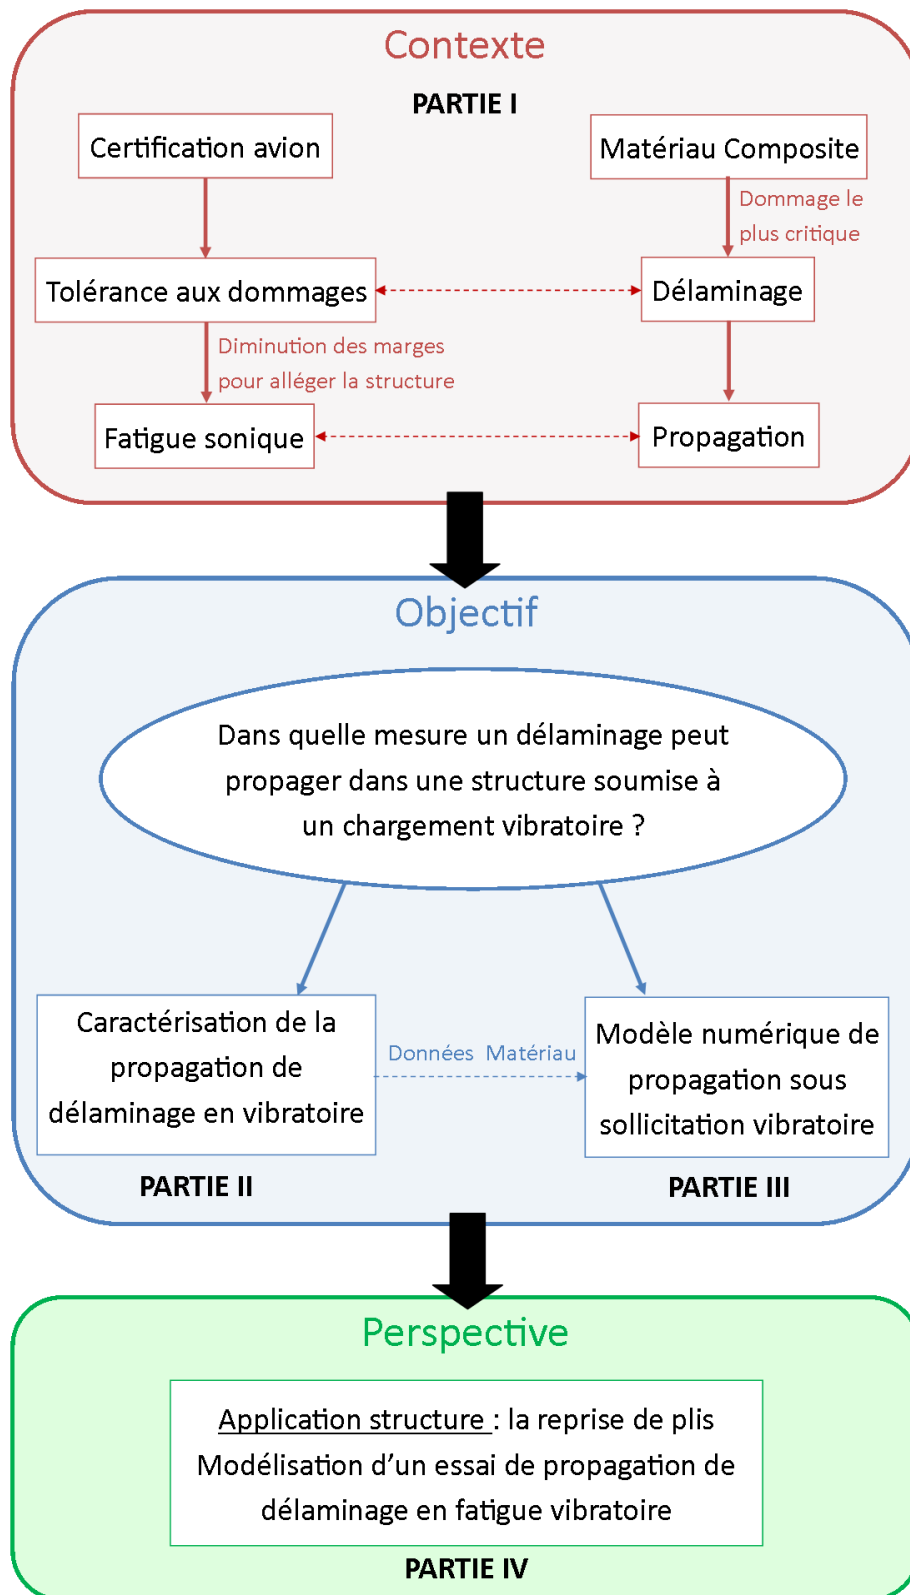 Contexte
PARTIE I
Certification avion
Matériau Composite
Dommage le
plus critique
Tolérance aux dommages
Délaminage
Diminution des marges
pour alléger la structure
Fatigue sonique
Propagation
Objectif
Dans quelle mesure un délaminage peut
propager dans une structure soumise à
un chargement vibratoire ?
Caractérisation de la
propagation de
délaminage en vibratoire
Données Matériau
Modèle numérique de
propagation sous
sollicitation vibratoire
PARTIE II
PARTIE III
Perspective
Application structure : la reprise de plis
Modélisation d’un essai de propagation de
délaminage en fatigue vibratoire
PARTIE IV